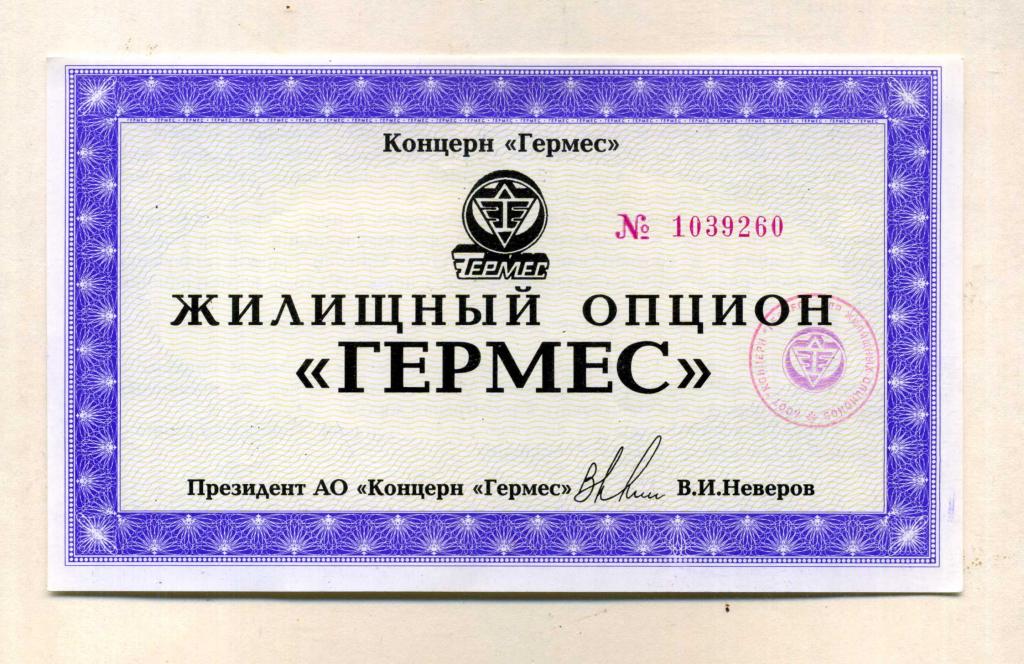 Концерн «Гермес»
ГЕРМЕС
№ 1039260
ЖИЛИЩНЫЙ ОПЦИОН
«ГЕРМЕС»
Президент АО «Концерн «Гермес» В.И.Неверов